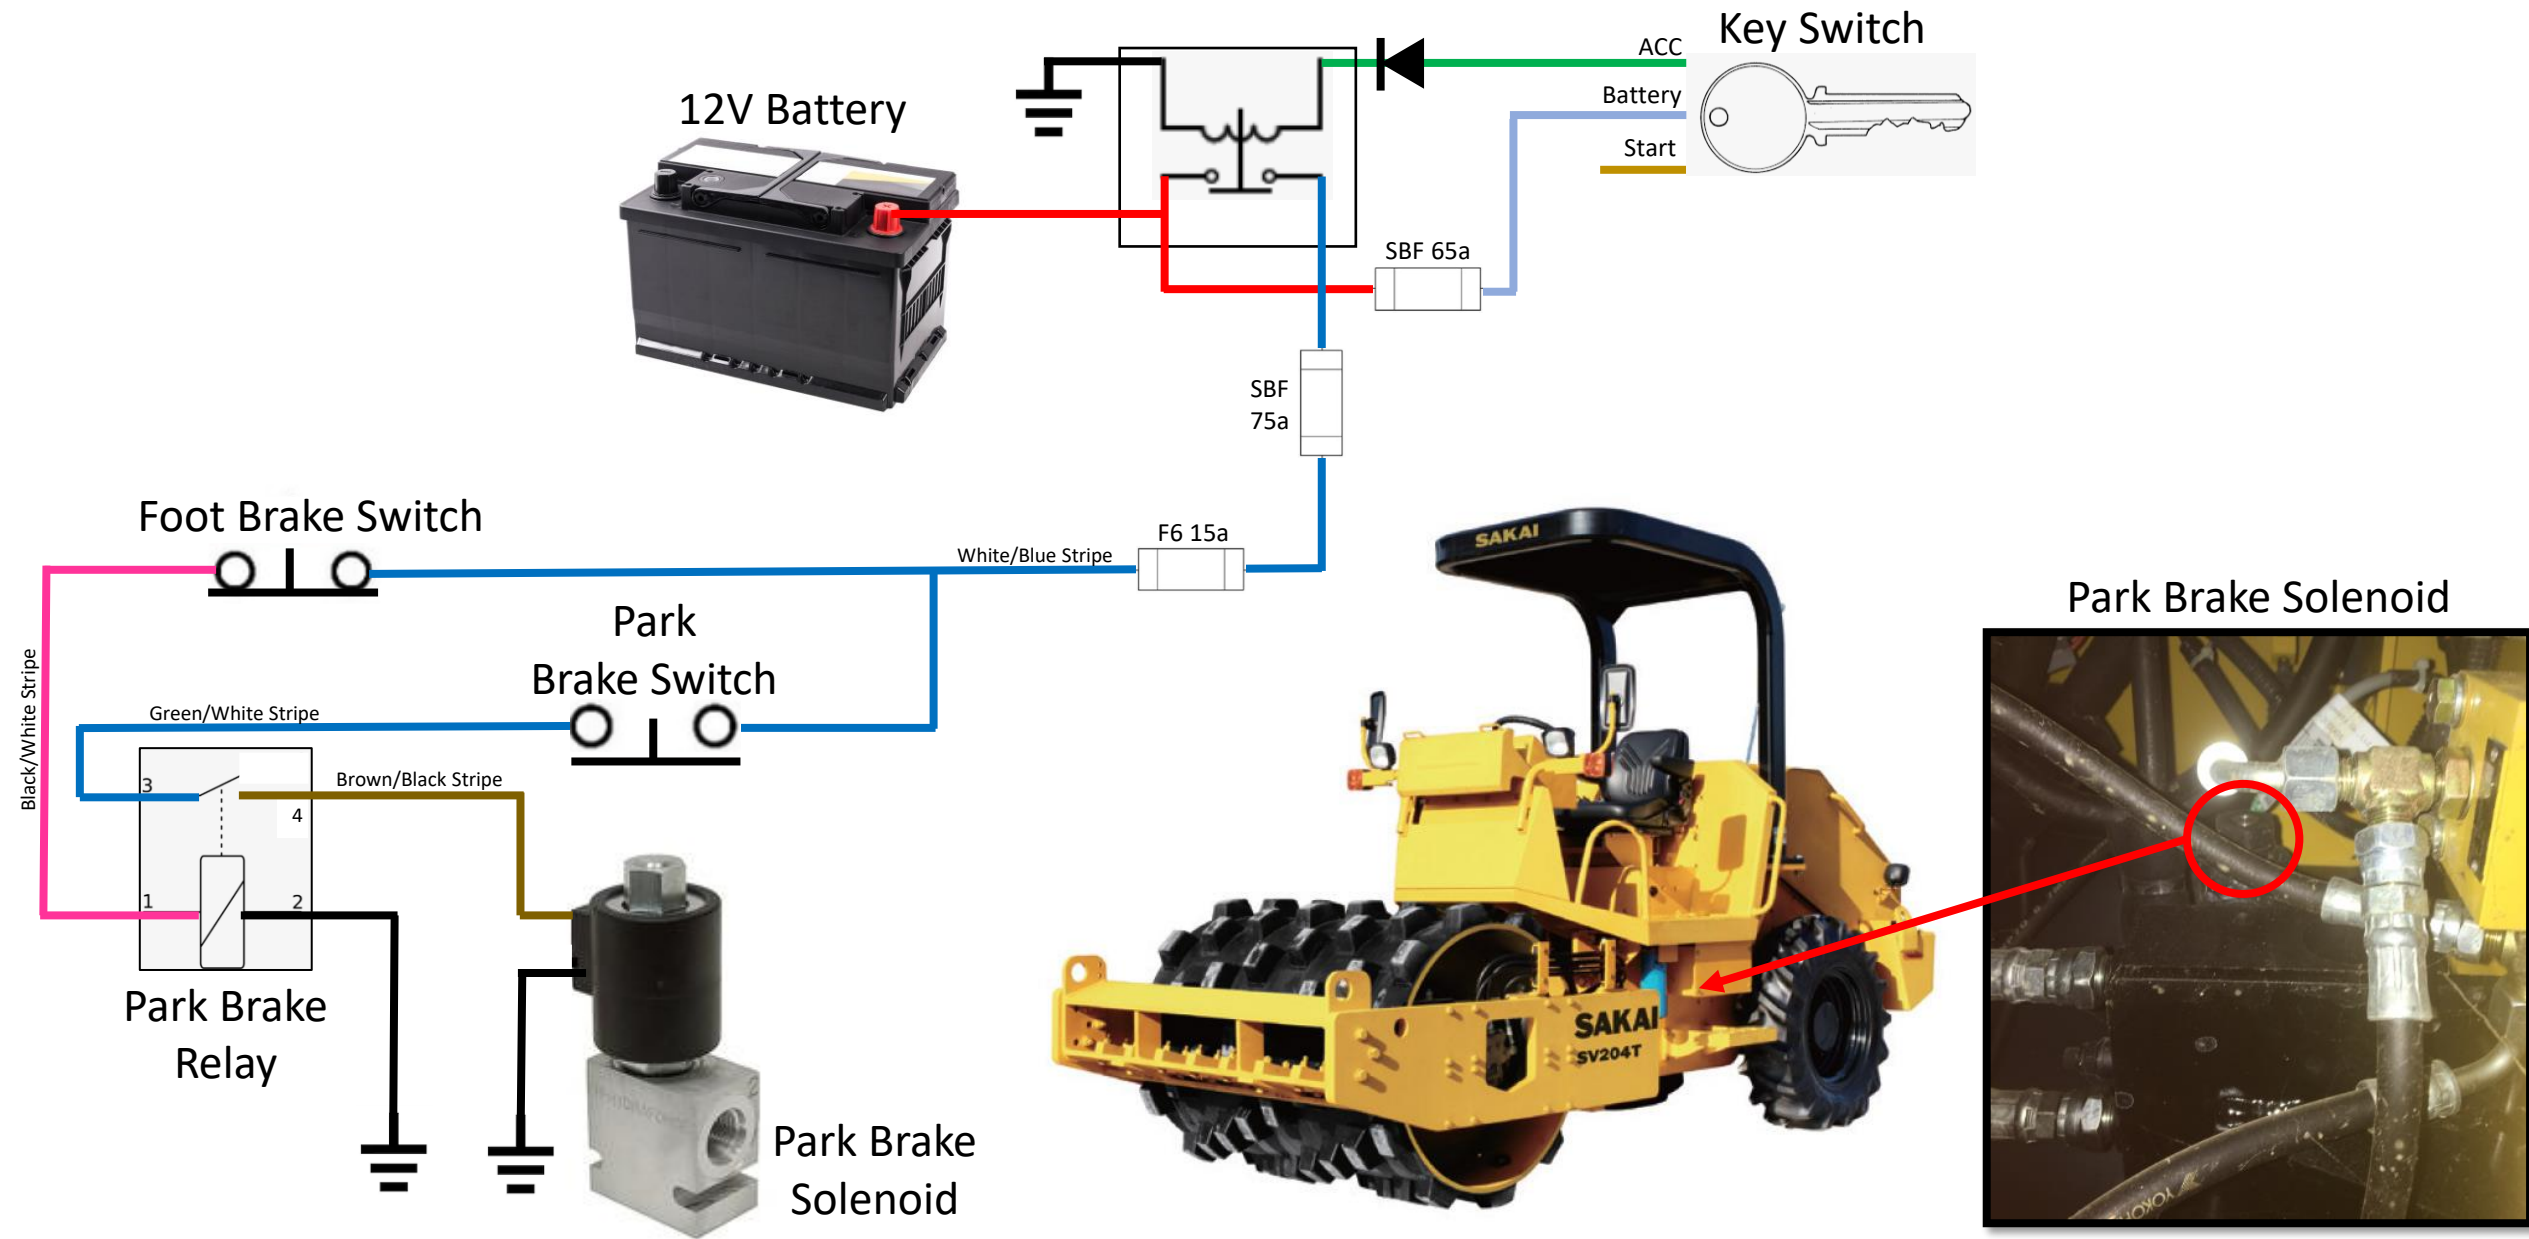 Key Switch
ACC
Battery
Start
12V Battery
SBF 65a
SBF
75a
F6 15a
White/Blue Stripe
Foot Brake Switch
Park
Brake Switch
Black/White Stripe
Green/White Stripe
Brown/Black Stripe
3
4
1
2
Park Brake
Relay
2
Park Brake
Solenoid
SAKAI
SAKAI
SV204T
Park Brake Solenoid